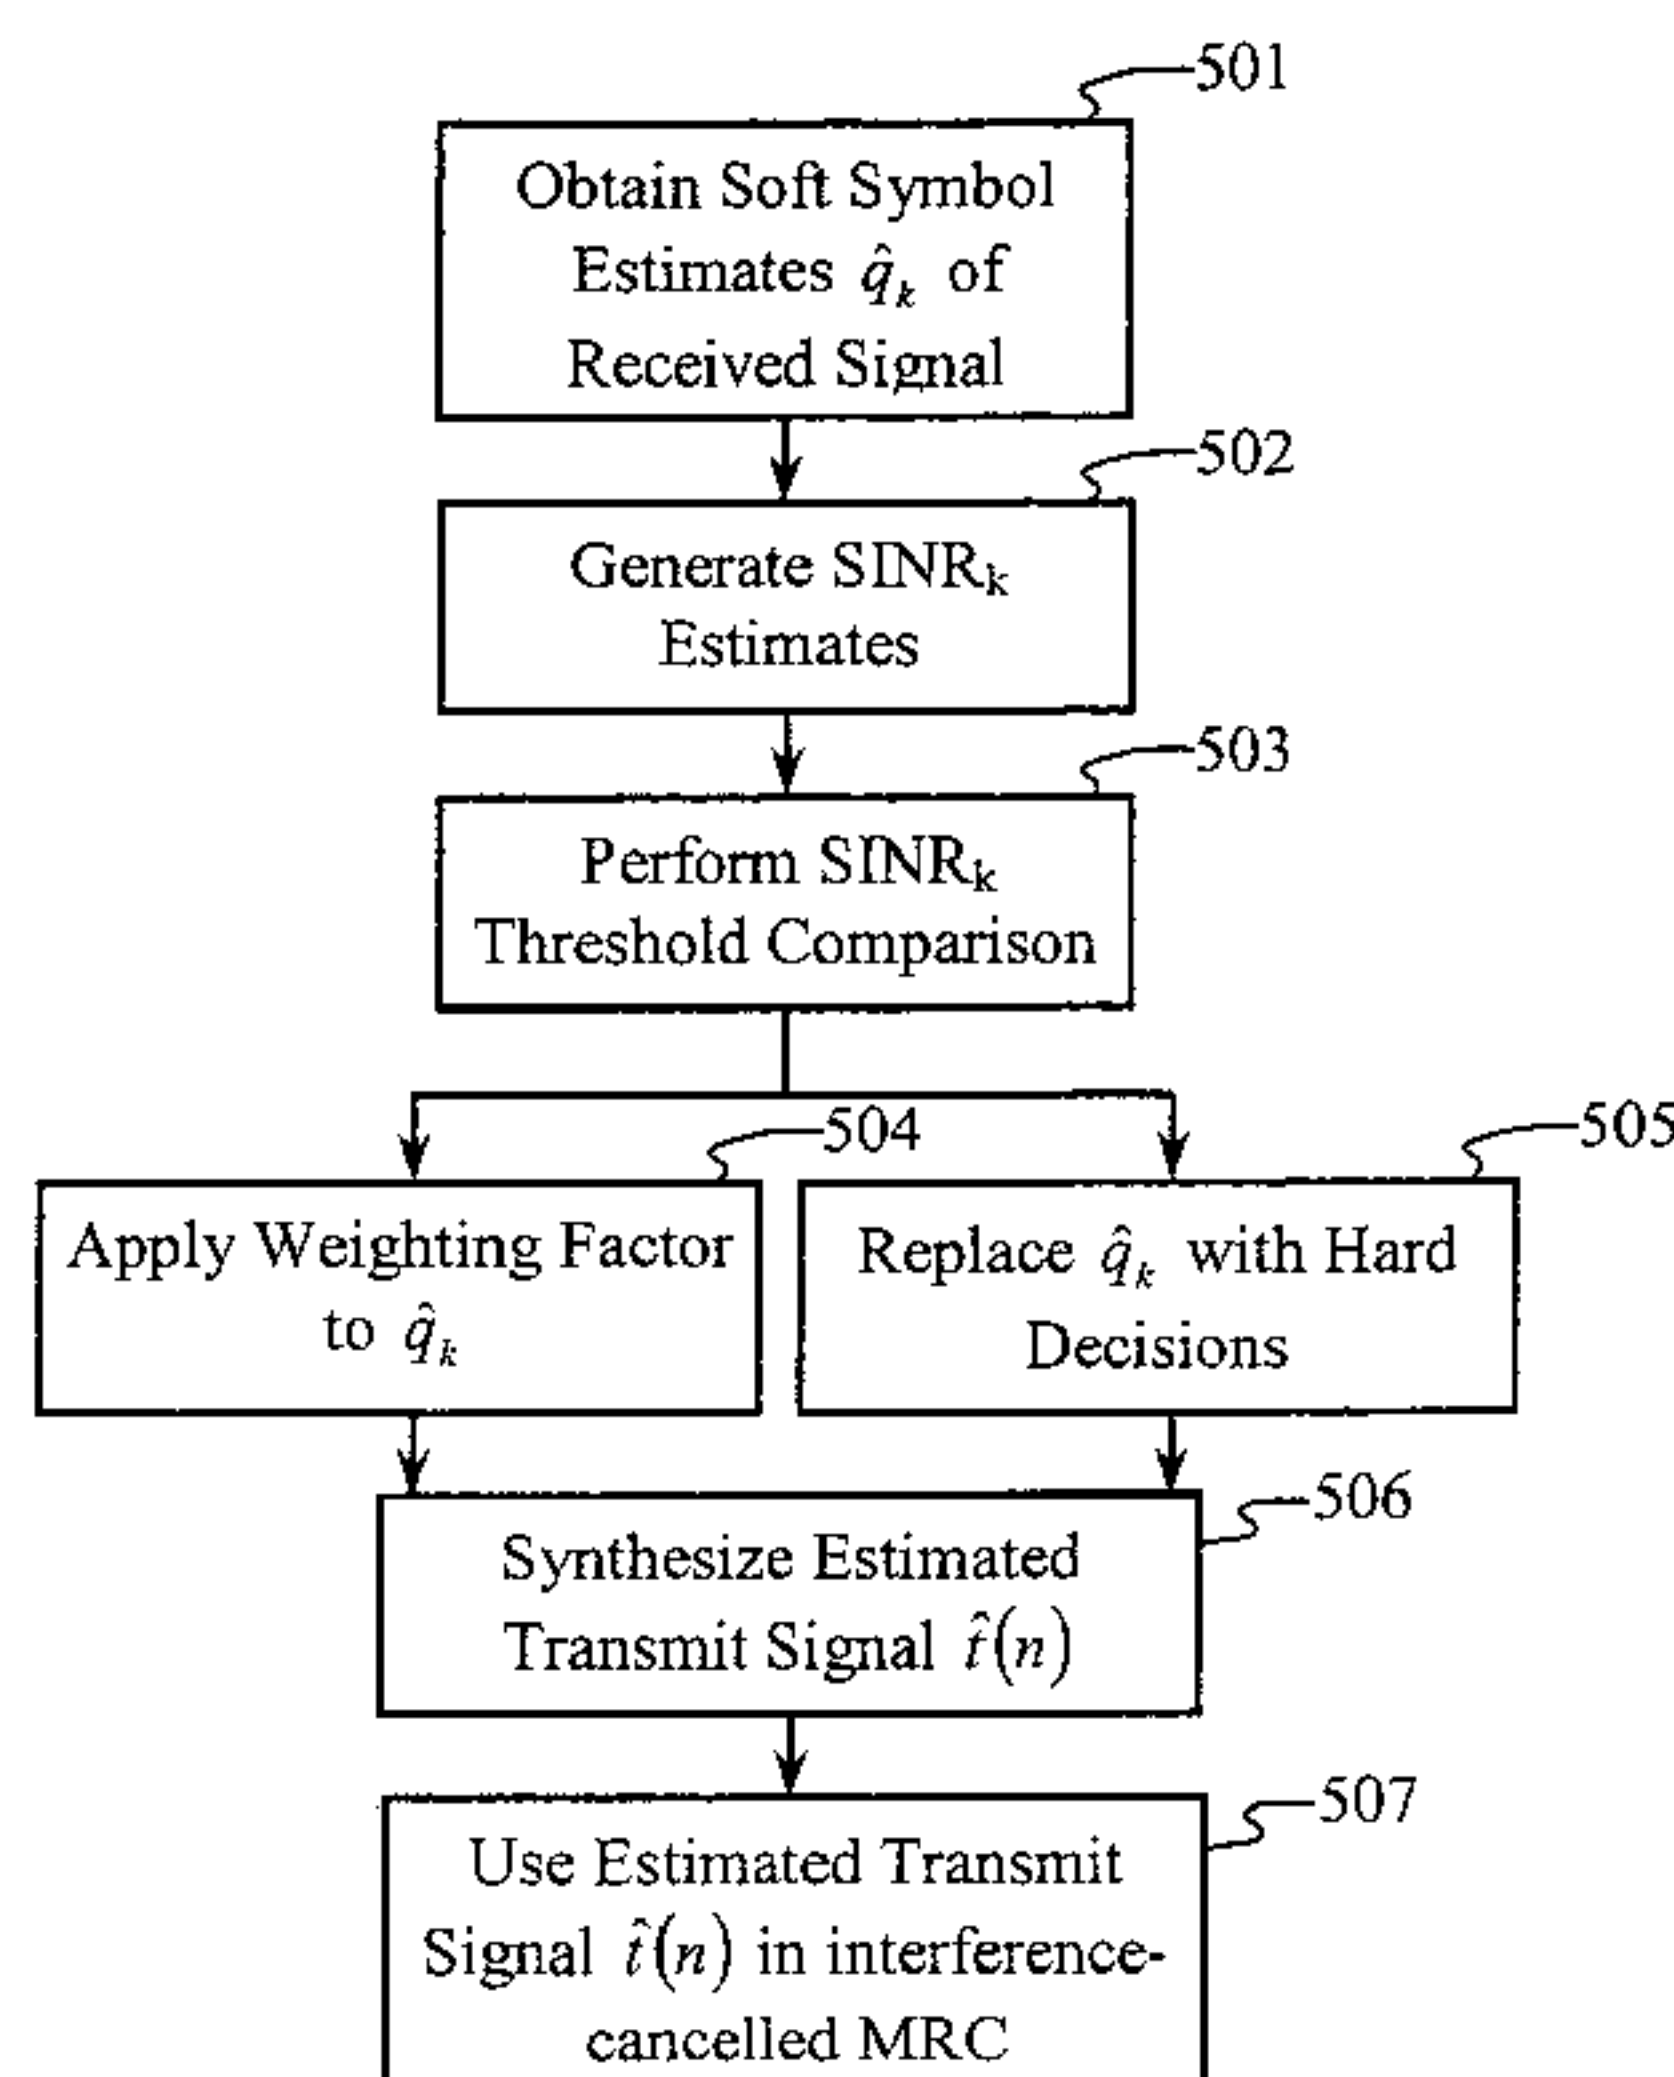 501
Obtain Soft Symbol
Estimates q̂ₖ of
Received Signal
502
Generate SINRₖ
Estimates
503
Perform SINRₖ
Threshold Comparison
504
Apply Weighting Factor
to q̂ₖ
505
Replace q̂ₖ with Hard
Decisions
506
Synthesize Estimated
Transmit Signal t̂(n)
507
Use Estimated Transmit
Signal t̂(n) in interference-
cancelled MRC